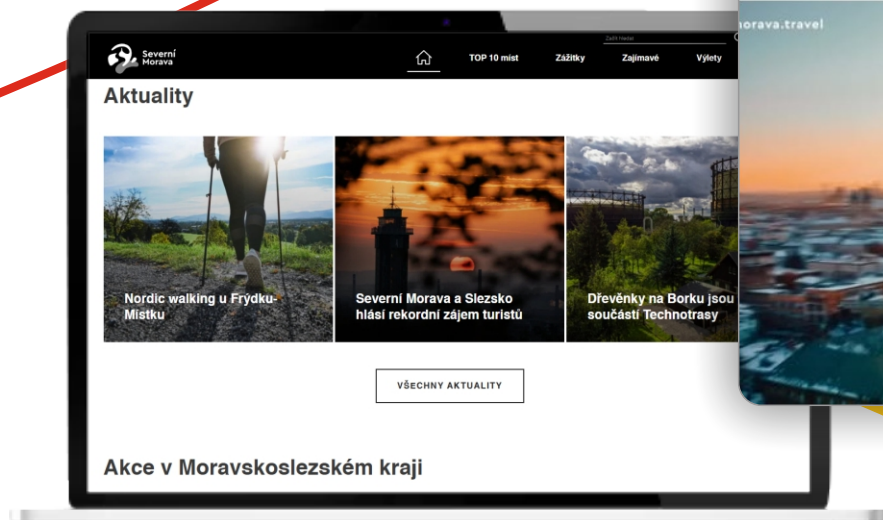 Severní
Morava
TOP 10 míst
Zážitky
Zajímavé
Výlety
orava.travel
Aktuality
Nordic walking u Frýdku-
Místku
Severní Morava a Slezsko
hlásí rekordní zájem turistů
Dřevěnky na Borku jsou
součástí Technotrasy
VŠECHNY AKTUALITY
Akce v Moravskoslezském kraji